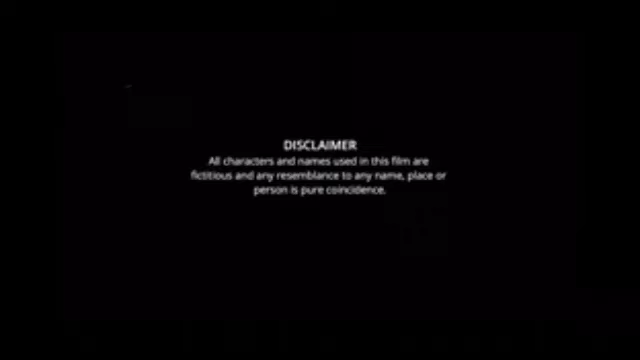 DISCLAIMER
All characters and names used in this film are
fictitious and any resemblance to any name, place or
person is pure coincidence.